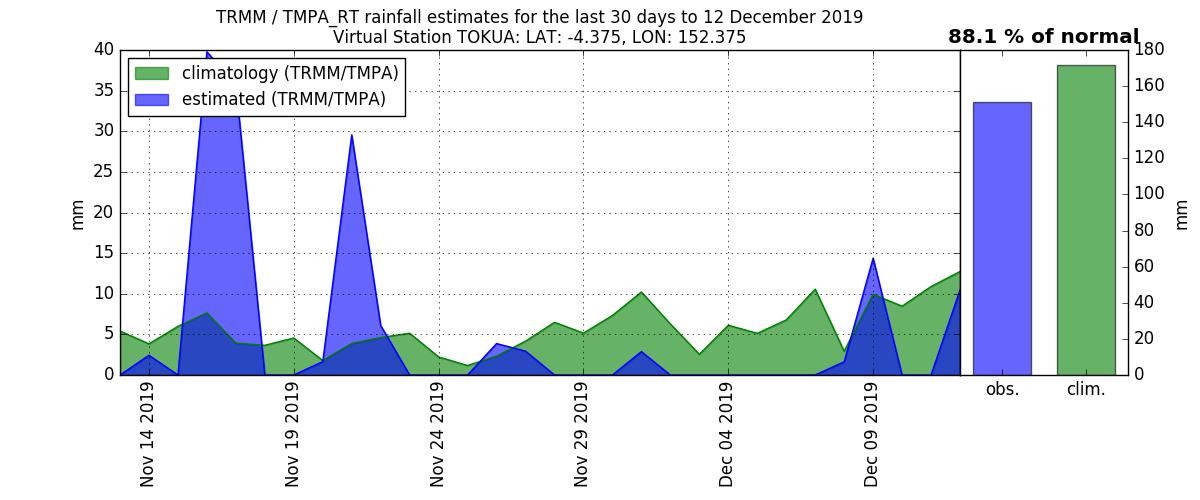 TRMM / TMPA_RT rainfall estimates for the last 30 days to 12 December 2019
Virtual Station TOKUA: LAT: -4.375, LON: 152.375
88.1 % of normal
climatology (TRMM/TMPA)
estimated (TRMM/TMPA)
mm
40
35
30
25
20
15
10
5
0
Nov 14 2019
Nov 19 2019
Nov 24 2019
Nov 29 2019
Dec 04 2019
Dec 09 2019
obs.
clim.
180
160
140
120
100
80
60
40
20
0
mm